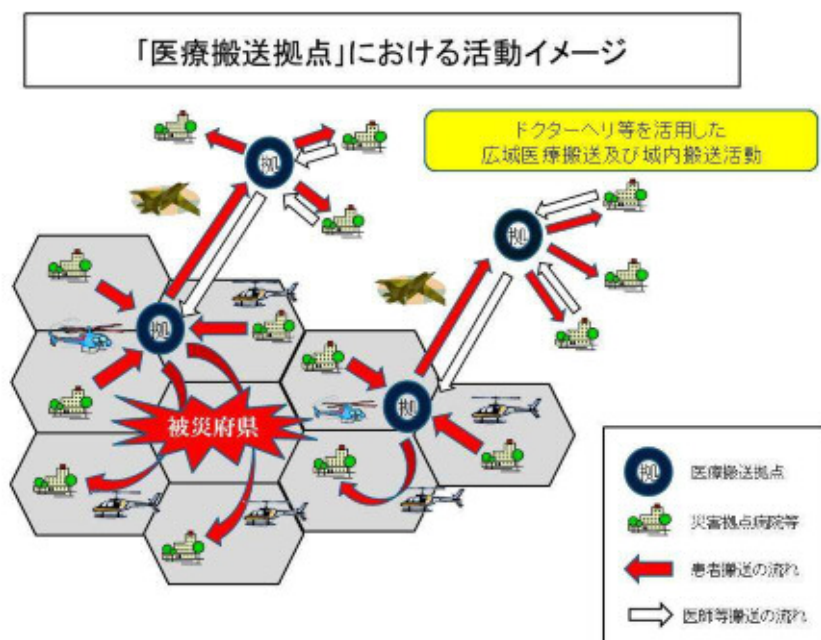 「医療搬送拠点」における活動イメージ
ドクターヘリ等を活用した
広域医療搬送及び域内搬送活動
拠
拠
拠
拠
被災府県
拠 医療搬送拠点
災害拠点病院等
患者搬送の流れ
医師等搬送の流れ